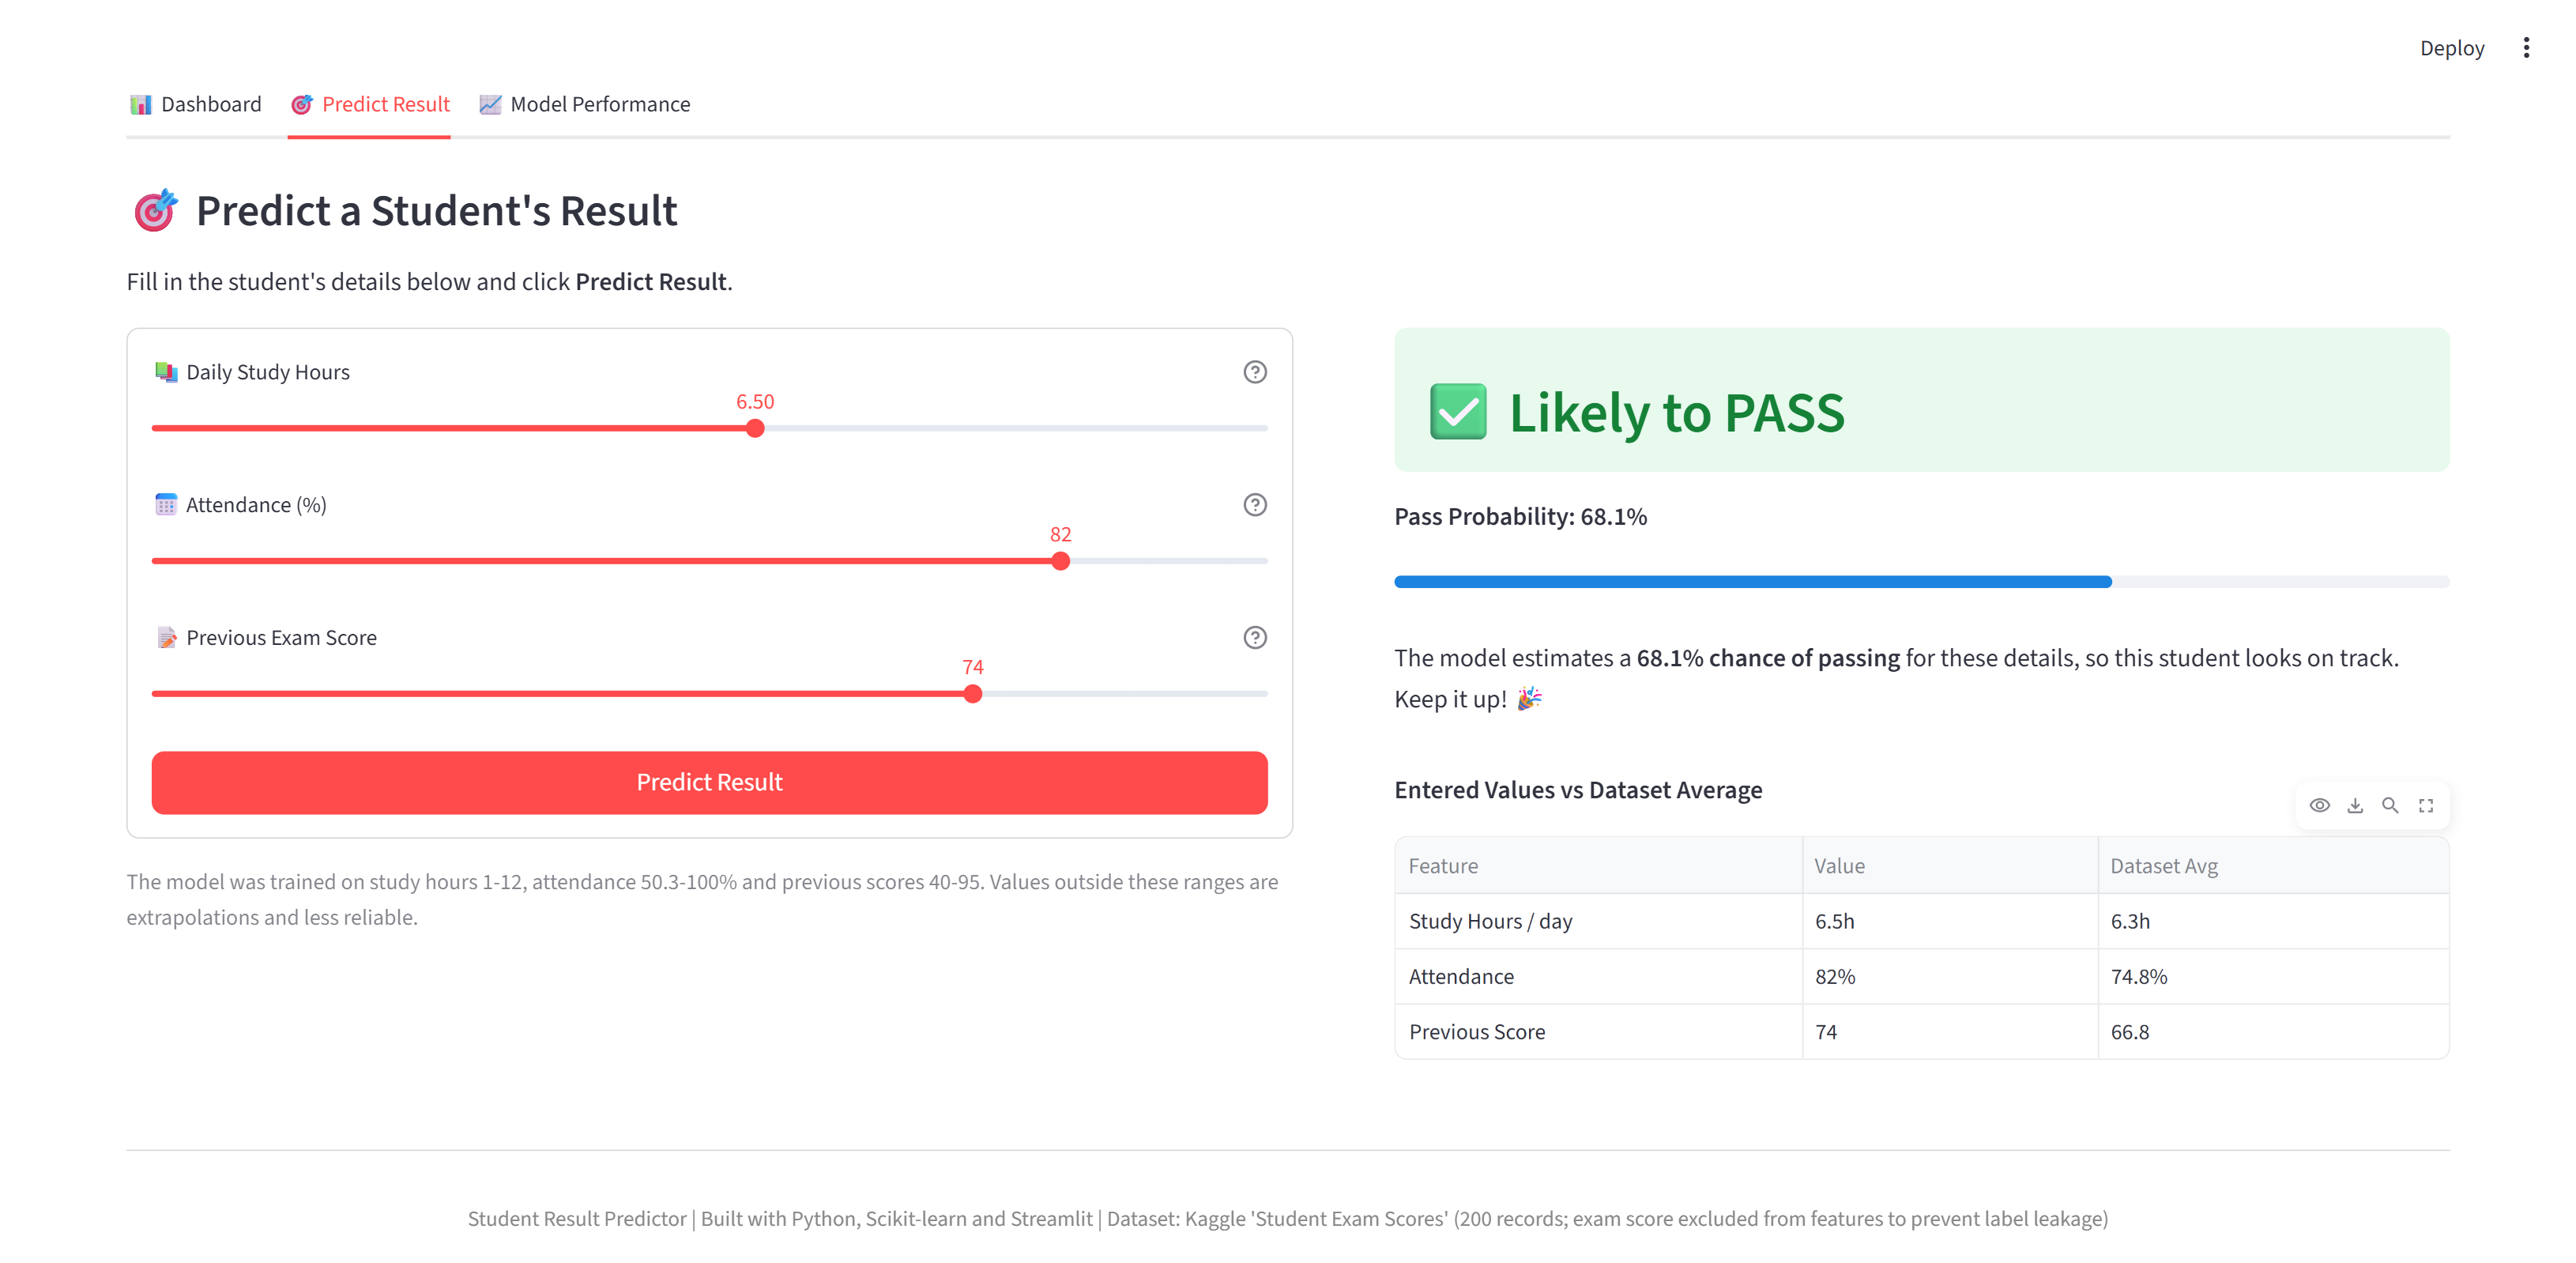 Deploy
Dashboard
Predict Result
Model Performance
Predict a Student's Result
Fill in the student's details below and click Predict Result.
Daily Study Hours
6.50
Attendance (%)
82
Previous Exam Score
74
Predict Result
The model was trained on study hours 1-12, attendance 50.3-100% and previous scores 40-95. Values outside these ranges are
extrapolations and less reliable.
Likely to PASS
Pass Probability: 68.1%
The model estimates a 68.1% chance of passing for these details, so this student looks on track.
Keep it up!
Entered Values vs Dataset Average
Feature Value Dataset Avg
Study Hours / day 6.5h 6.3h
Attendance 82% 74.8%
Previous Score 74 66.8
Student Result Predictor | Built with Python, Scikit-learn and Streamlit | Dataset: Kaggle 'Student Exam Scores' (200 records; exam score excluded from features to prevent label leakage)